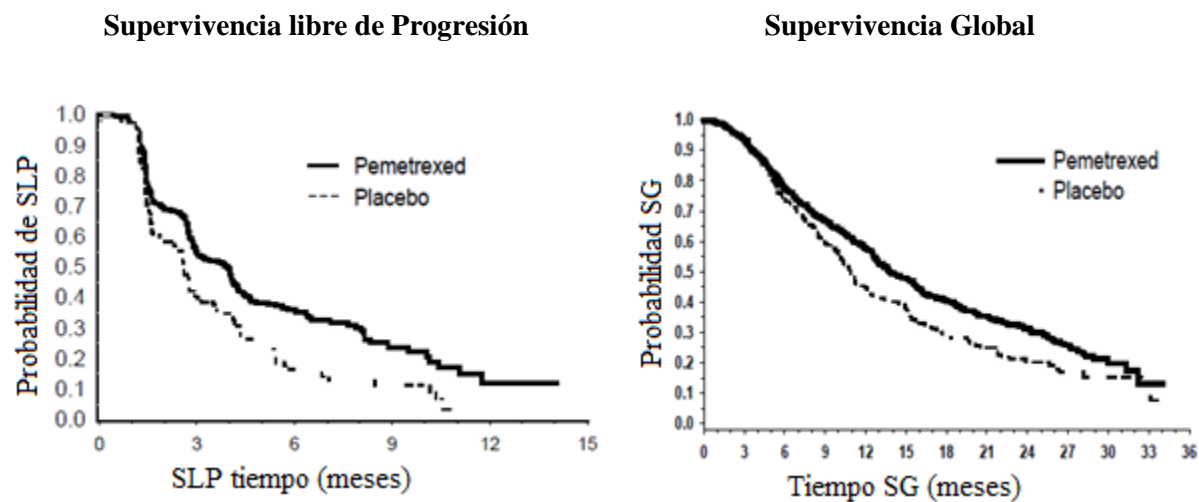 Supervivencia libre de Progresión
Supervivencia Global
1.0
0.9
0.8
0.7
0.6
0.5
0.4
0.3
0.2
0.1
0.0
Probabilidad de SLP
Pemetrexed
Placebo
0 3 6 9 12 15
SLP tiempo (meses)
1.0
0.9
0.8
0.7
0.6
0.5
0.4
0.3
0.2
0.1
0.0
Probabilidad SG
Pemetrexed
Placebo
0 3 6 9 12 15 18 21 24 27 30 33 36
Tiempo SG (meses)